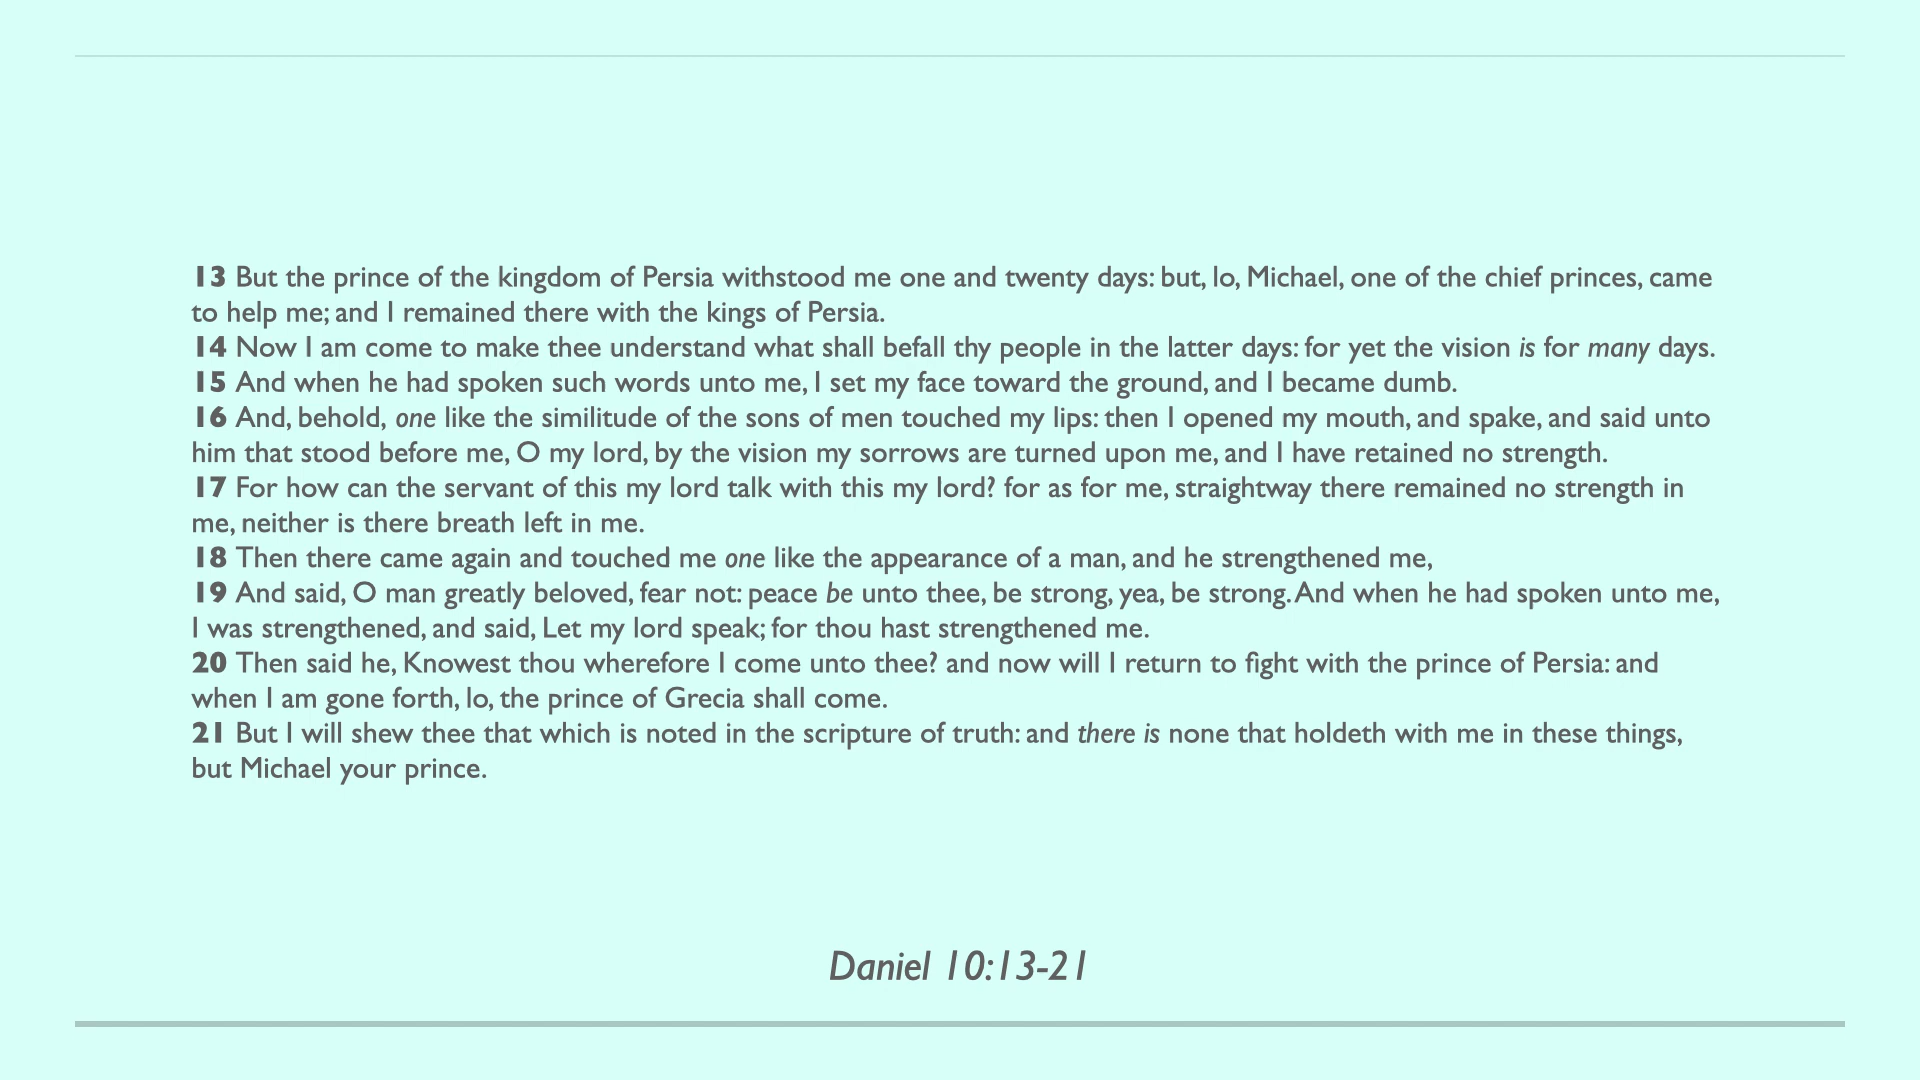 13 But the prince of the kingdom of Persia withstood me one and twenty days: but, lo, Michael, one of the chief princes, came
to help me; and I remained there with the kings of Persia.
14 Now I am come to make thee understand what shall befall thy people in the latter days: for yet the vision is for many days.
15 And when he had spoken such words unto me, I set my face toward the ground, and I became dumb.
16 And, behold, one like the similitude of the sons of men touched my lips: then I opened my mouth, and spake, and said unto
him that stood before me, O my lord, by the vision my sorrows are turned upon me, and I have retained no strength.
17 For how can the servant of this my lord talk with this my lord? for as for me, straightway there remained no strength in
me, neither is there breath left in me.
18 Then there came again and touched me one like the appearance of a man, and he strengthened me,
19 And said, O man greatly beloved, fear not: peace be unto thee, be strong, yea, be strong. And when he had spoken unto me,
I was strengthened, and said, Let my lord speak; for thou hast strengthened me.
20 Then said he, Knowest thou wherefore I come unto thee? and now will I return to fight with the prince of Persia: and
when I am gone forth, lo, the prince of Grecia shall come.
21 But I will shew thee that which is noted in the scripture of truth: and there is none that holdeth with me in these things,
but Michael your prince.
Daniel 10:13-21